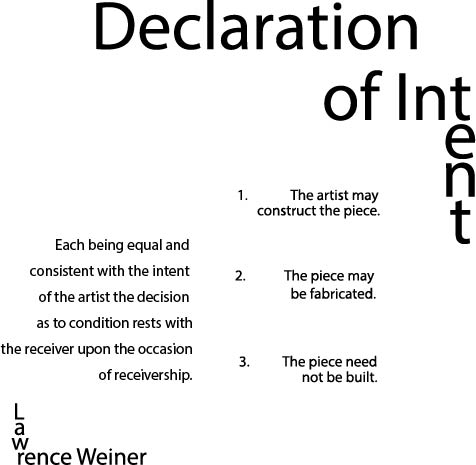 Declaration
of Intent
1. The artist may
construct the piece.
2. The piece may
be fabricated.
3. The piece need
not be built.
Each being equal and
consistent with the intent
of the artist the decision
as to condition rests with
the receiver upon the occasion
of receivership.
Lawrence Weiner